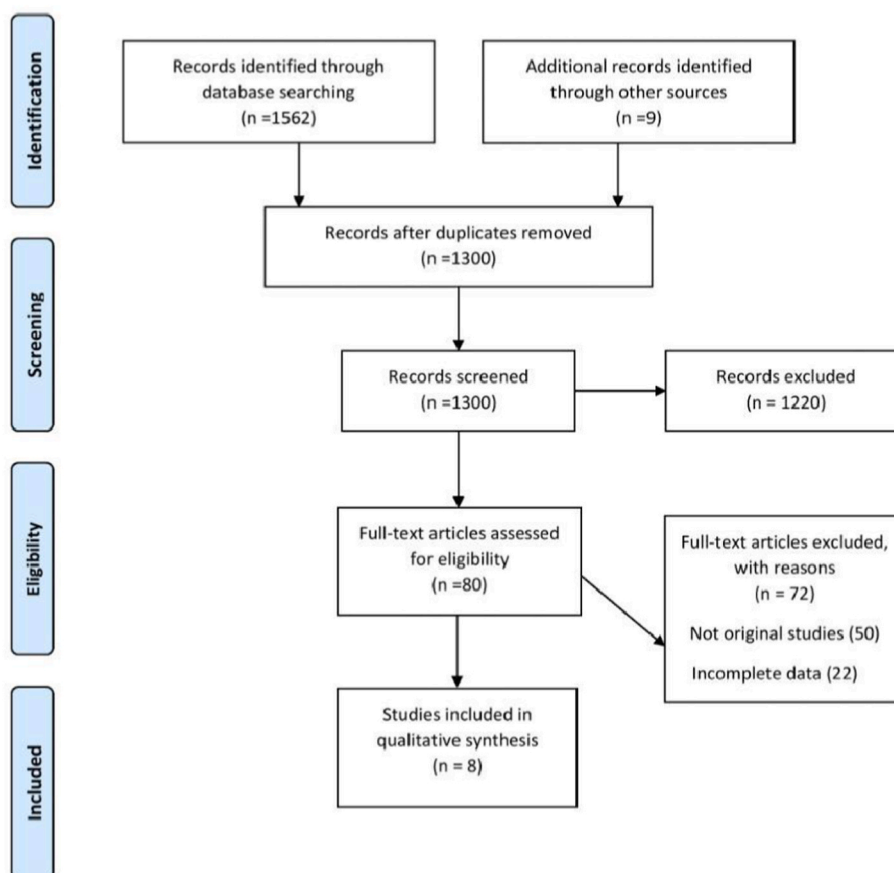 Identification
Records identified through
database searching
(n =1562)
Additional records identified
through other sources
(n =9)
Records after duplicates removed
(n =1300)
Screening
Records screened
(n =1300)
Records excluded
(n = 1220)
Eligibility
Full-text articles assessed
for eligibility
(n =80)
Full-text articles excluded,
with reasons
(n = 72)
Not original studies (50)
Incomplete data (22)
Included
Studies included in
qualitative synthesis
(n = 8)